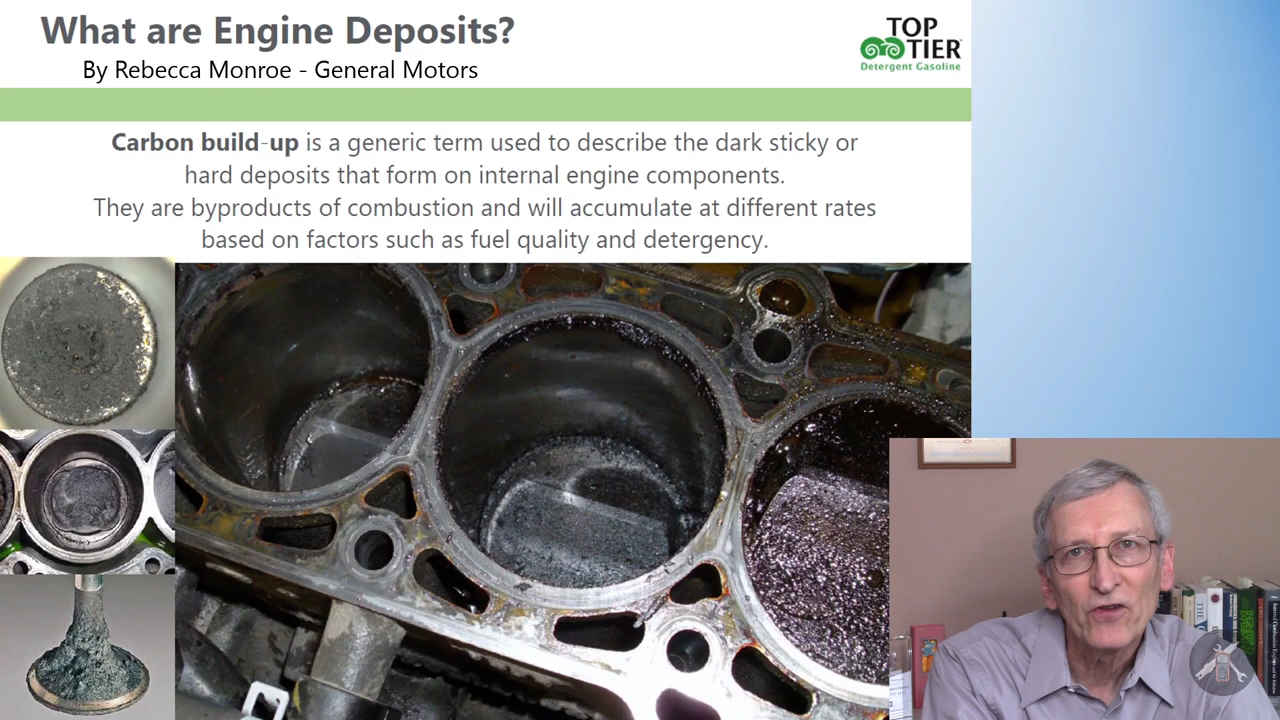 What are Engine Deposits?
By Rebecca Monroe - General Motors
TOP
TIER
Detergent Gasoline
Carbon build-up is a generic term used to describe the dark sticky or
hard deposits that form on internal engine components.
They are byproducts of combustion and will accumulate at different rates
based on factors such as fuel quality and detergency.